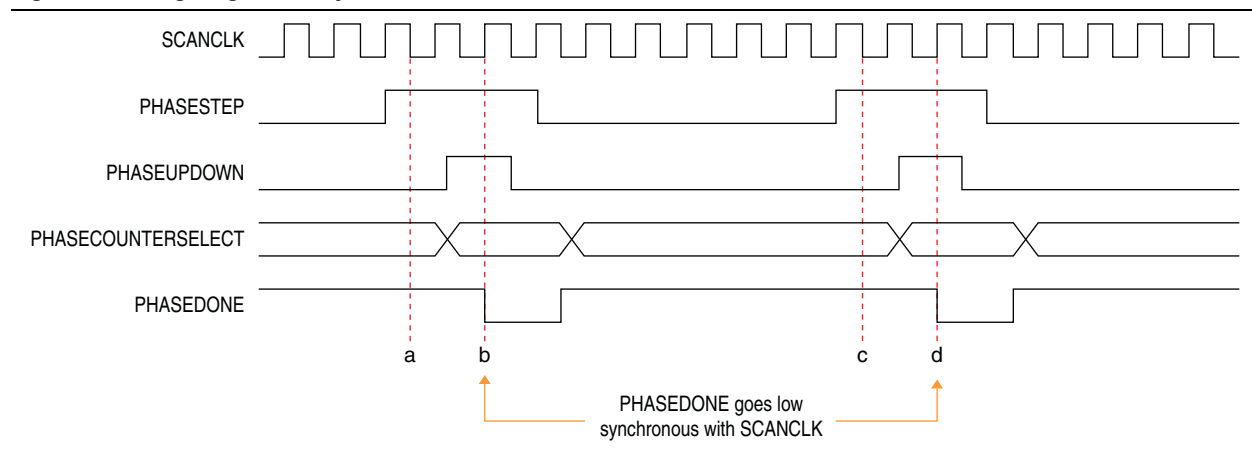 SCANCLK
PHASESTEP
PHASEUPDOWN
PHASECOUNTERSELECT
PHASEDONE
a b c d
PHASEDONE goes low
synchronous with SCANCLK